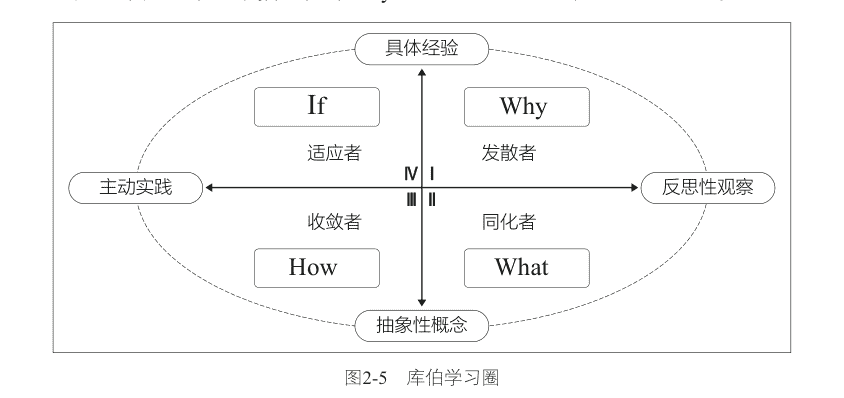 具体经验
If
Why
适应者
发散者
Ⅳ Ⅰ
主动实践
反思性观察
Ⅲ Ⅱ
收敛者
同化者
How
What
抽象性概念
图2-5 库伯学习圈